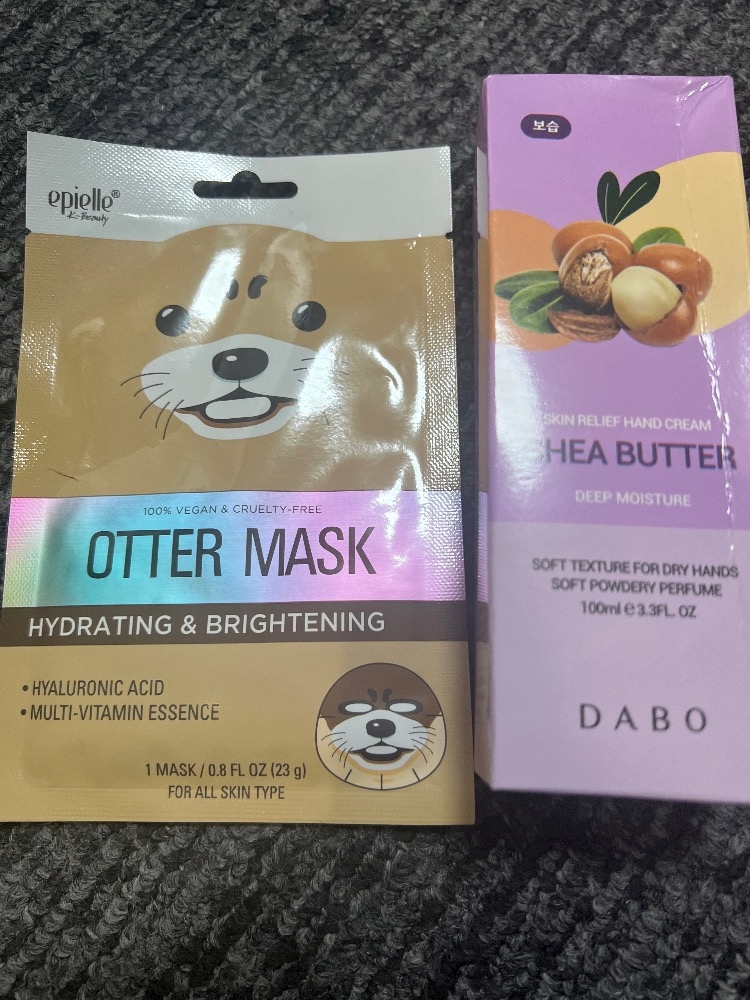 epielle®
K-Beauty
100% VEGAN & CRUELTY-FREE
OTTER MASK
HYDRATING & BRIGHTENING
• HYALURONIC ACID
• MULTI-VITAMIN ESSENCE
1 MASK / 0.8 FL OZ (23 g)
FOR ALL SKIN TYPE
보습
SKIN RELIEF HAND CREAM
HEA BUTTER
DEEP MOISTURE
SOFT TEXTURE FOR DRY HANDS
SOFT POWDERY PERFUME
100ml e 3.3FL. OZ
DABO